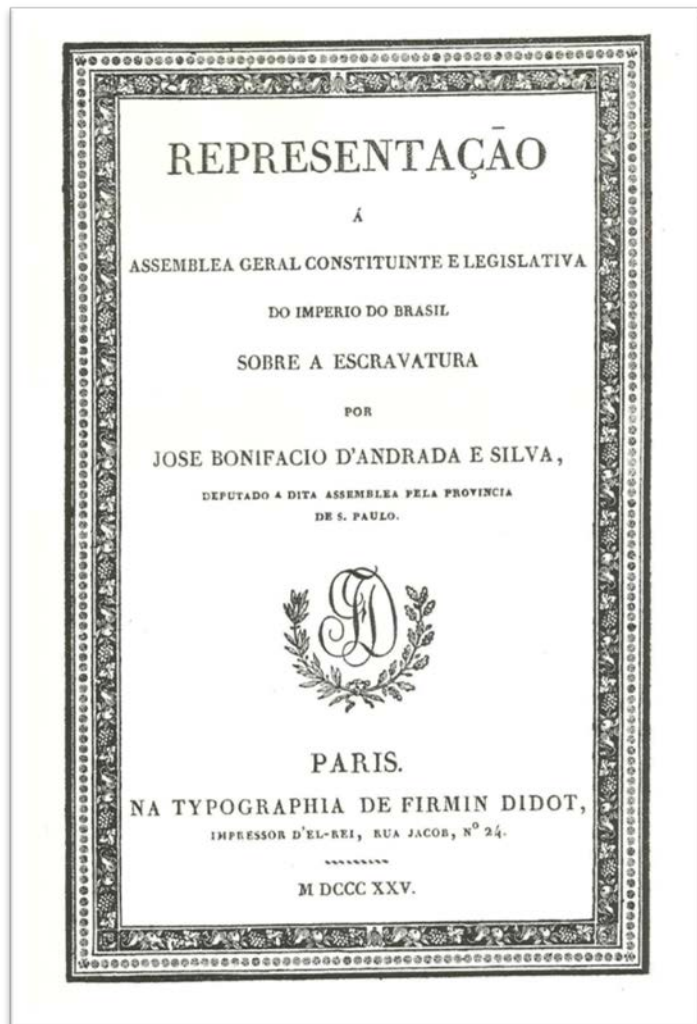 REPRESENTAÇÃO
Á
ASSEMBLEA GERAL CONSTITUINTE E LEGISLATIVA
DO IMPERIO DO BRASIL
SOBRE A ESCRAVATURA
POR
JOSE BONIFACIO D'ANDRADA E SILVA,
DEPUTADO A DITA ASSEMBLEA PELA PROVINCIA
DE S. PAULO.
FD
PARIS.
NA TYPOGRAPHIA DE FIRMIN DIDOT,
IMPRESSOR D'EL-REI, RUA JACOB, Nº 24.
M DCCC XXV.